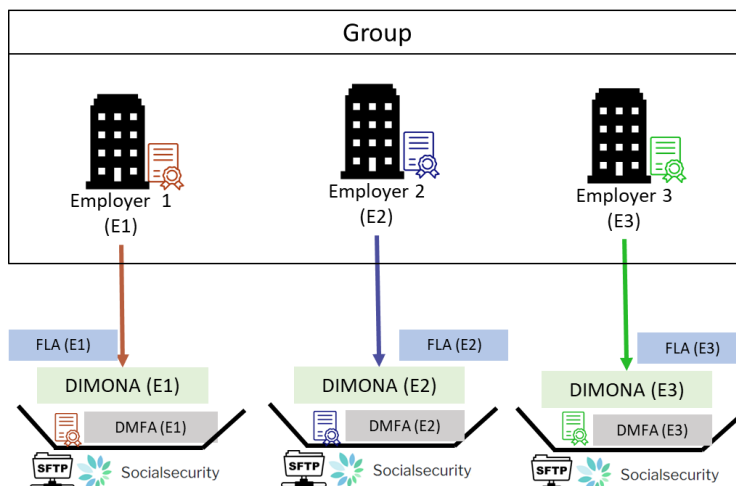 Group
Employer 1
(E1)
Employer 2
(E2)
Employer 3
(E3)
FLA (E1)
FLA (E2)
FLA (E3)
DIMONA (E1)
DIMONA (E2)
DIMONA (E3)
DMFA (E1)
DMFA (E2)
DMFA (E3)
SFTP
Socialsecurity
SFTP
Socialsecurity
SFTP
Socialsecurity